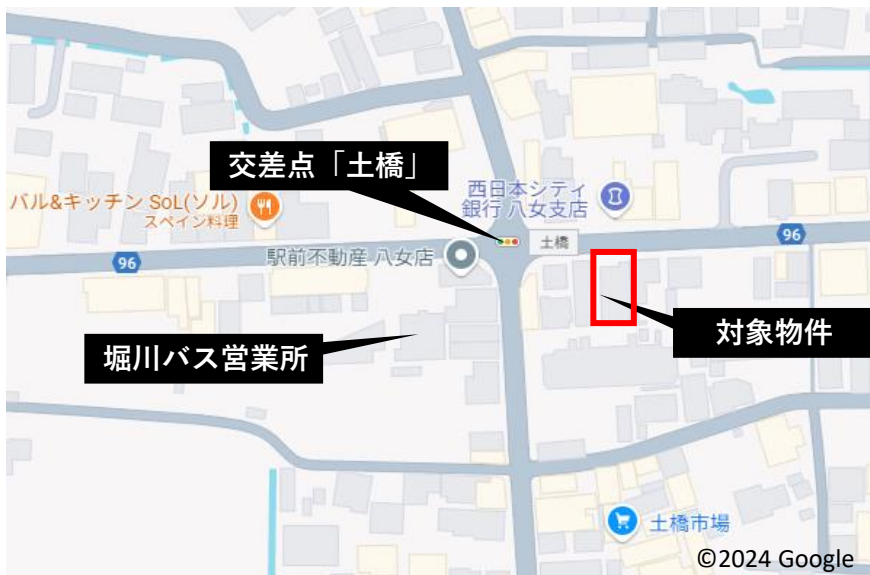 交差点「土橋」
西日本シティ
銀行 八女支店
バル&キッチン SoL(ソル)
スペイン料理
土橋
96
駅前不動産 八女店
96
対象物件
堀川バス営業所
土橋市場
©2024 Google